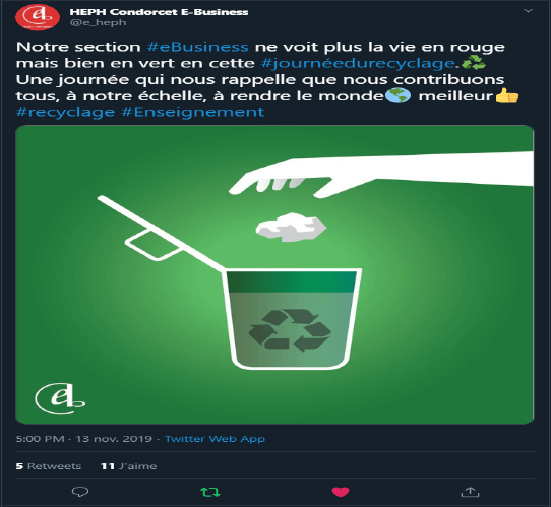 HEPH Condorcet E-Business
@e_heph
Notre section #eBusiness ne voit plus la vie en rouge
mais bien en vert en cette #journéedurecyclage.
Une journée qui nous rappelle que nous contribuons
tous, à notre échelle, à rendre le monde meilleur
#recyclage #Enseignement
5:00 PM · 13 nov. 2019 · Twitter Web App
5 Retweets 11 J'aime